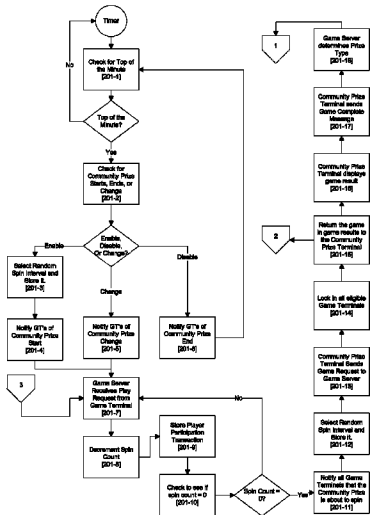 Timer
Check for Top of
the Minute
[201-1]
No
Top of the
Minute?
Yes
Check for
Community Prize
Starts, Ends, or
Change
[201-2]
Enable,
Disable,
Or Change?
Enable
Disable
Change
Select Random
Spin Interval and
Store it.
[201-3]
Notify GT's of
Community Prize
Start
[201-4]
Notify GT's of
Community Prize
Change
[201-5]
Notify GT's of
Community Prize
End
[201-6]
3
Game Server
Receives Play
Request from
Game Terminal
[201-7]
Decrement Spin
Count
[201-8]
Store Player
Participation
Transaction
[201-9]
Check to see if
spin count = 0
[201-10]
Spin Count =
0?
No
Yes
Notify all Game
Terminals that the
Community Prize
is about to spin
[201-11]
Select Random
Spin Interval and
Store it.
[201-12]
Community Prize
Terminal Sends
Game Request to
Game Server
[201-13]
Lock in all eligible
Game Terminals
[201-14]
Return the game
in game results to
the Community
Prize Terminal
[201-15]
2
Community Prize
Terminal displays
game result
[201-16]
Community Prize
Terminal sends
Game Complete
Message
[201-17]
Game Server
determines Prize
Type
[201-18]
1